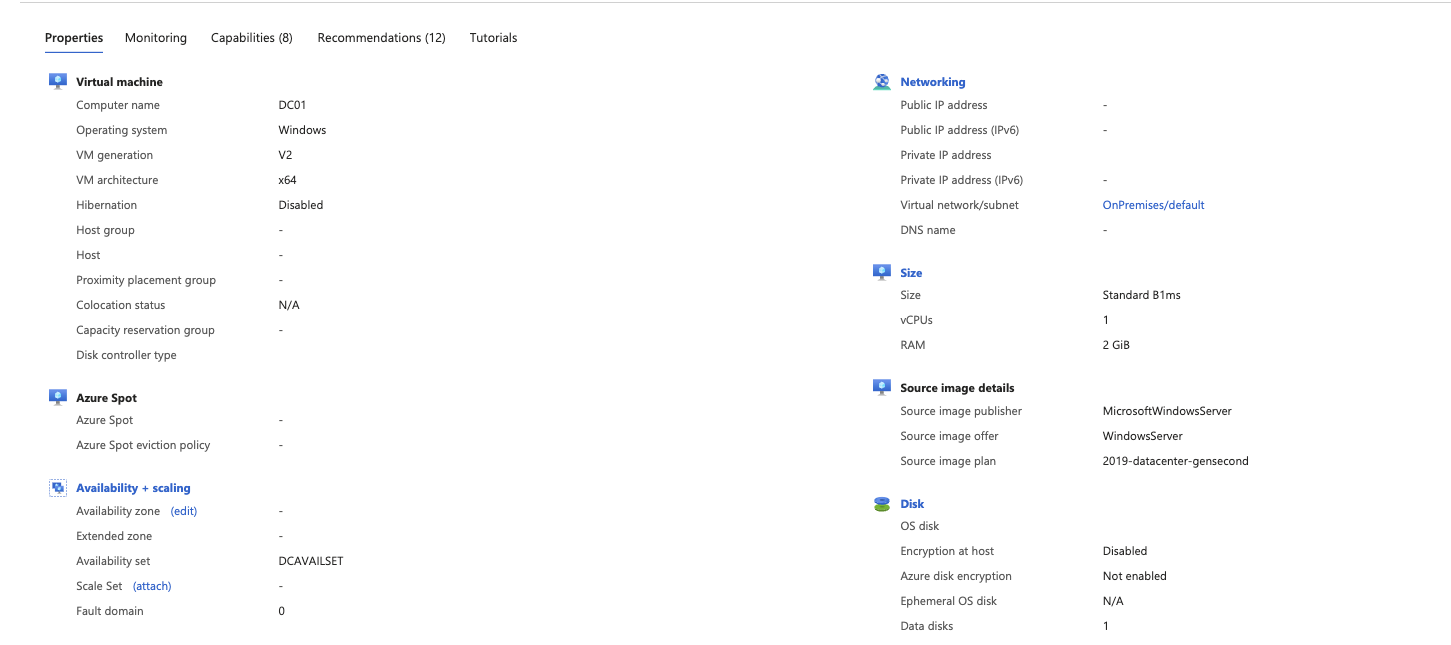 Properties Monitoring Capabilities (8) Recommendations (12) Tutorials
Virtual machine
Computer name DC01
Operating system Windows
VM generation V2
VM architecture x64
Hibernation Disabled
Host group -
Host -
Proximity placement group -
Colocation status N/A
Capacity reservation group -
Disk controller type
Azure Spot
Azure Spot -
Azure Spot eviction policy -
Availability + scaling
Availability zone (edit) -
Extended zone -
Availability set DCAVAILSET
Scale Set (attach) -
Fault domain 0
Networking
Public IP address -
Public IP address (IPv6) -
Private IP address
Private IP address (IPv6) -
Virtual network/subnet OnPremises/default
DNS name -
Size
Size Standard B1ms
vCPUs 1
RAM 2 GiB
Source image details
Source image publisher MicrosoftWindowsServer
Source image offer WindowsServer
Source image plan 2019-datacenter-gensecond
Disk
OS disk
Encryption at host Disabled
Azure disk encryption Not enabled
Ephemeral OS disk N/A
Data disks 1